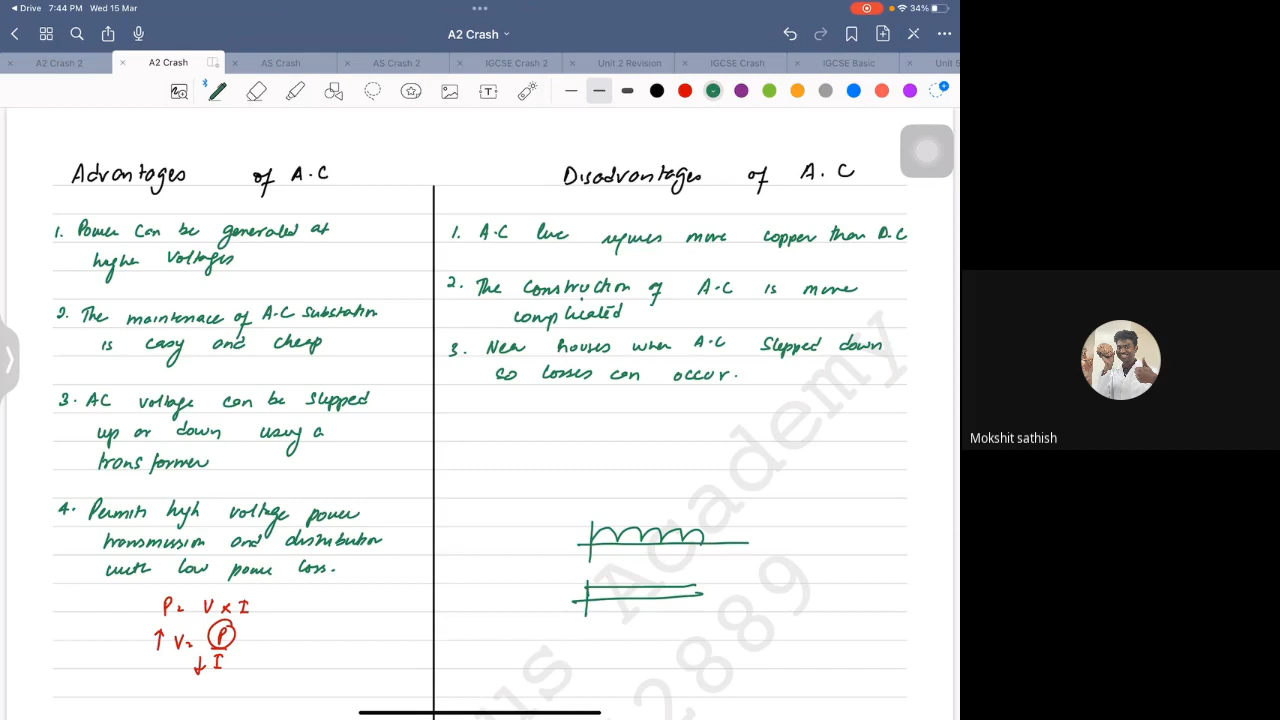 Drive 7:44 PM Wed 15 Mar
34%
A2 Crash
A2 Crash 2
A2 Crash
AS Crash
AS Crash 2
IGCSE Crash 2
Unit 2 Revision
IGCSE Crash
IGCSE Basic
Unit 5
Advantages of A.C
1. Power can be generated at
higher voltages
2. The maintenace of A.C substation
is easy and cheap
3. AC voltage can be stepped
up or down using a
transformer
4. Permits high voltage power
transmission and distribution
with low power loss.
P= V x I
↑ V= P
↓ I
Disadvantages of A.C
1. A.C line requires more copper than D.C
2. The construction of A.C is more
complicated
3. Near houses when A.C stepped down
so losses can occur.
Academy
2889
Mokshit sathish